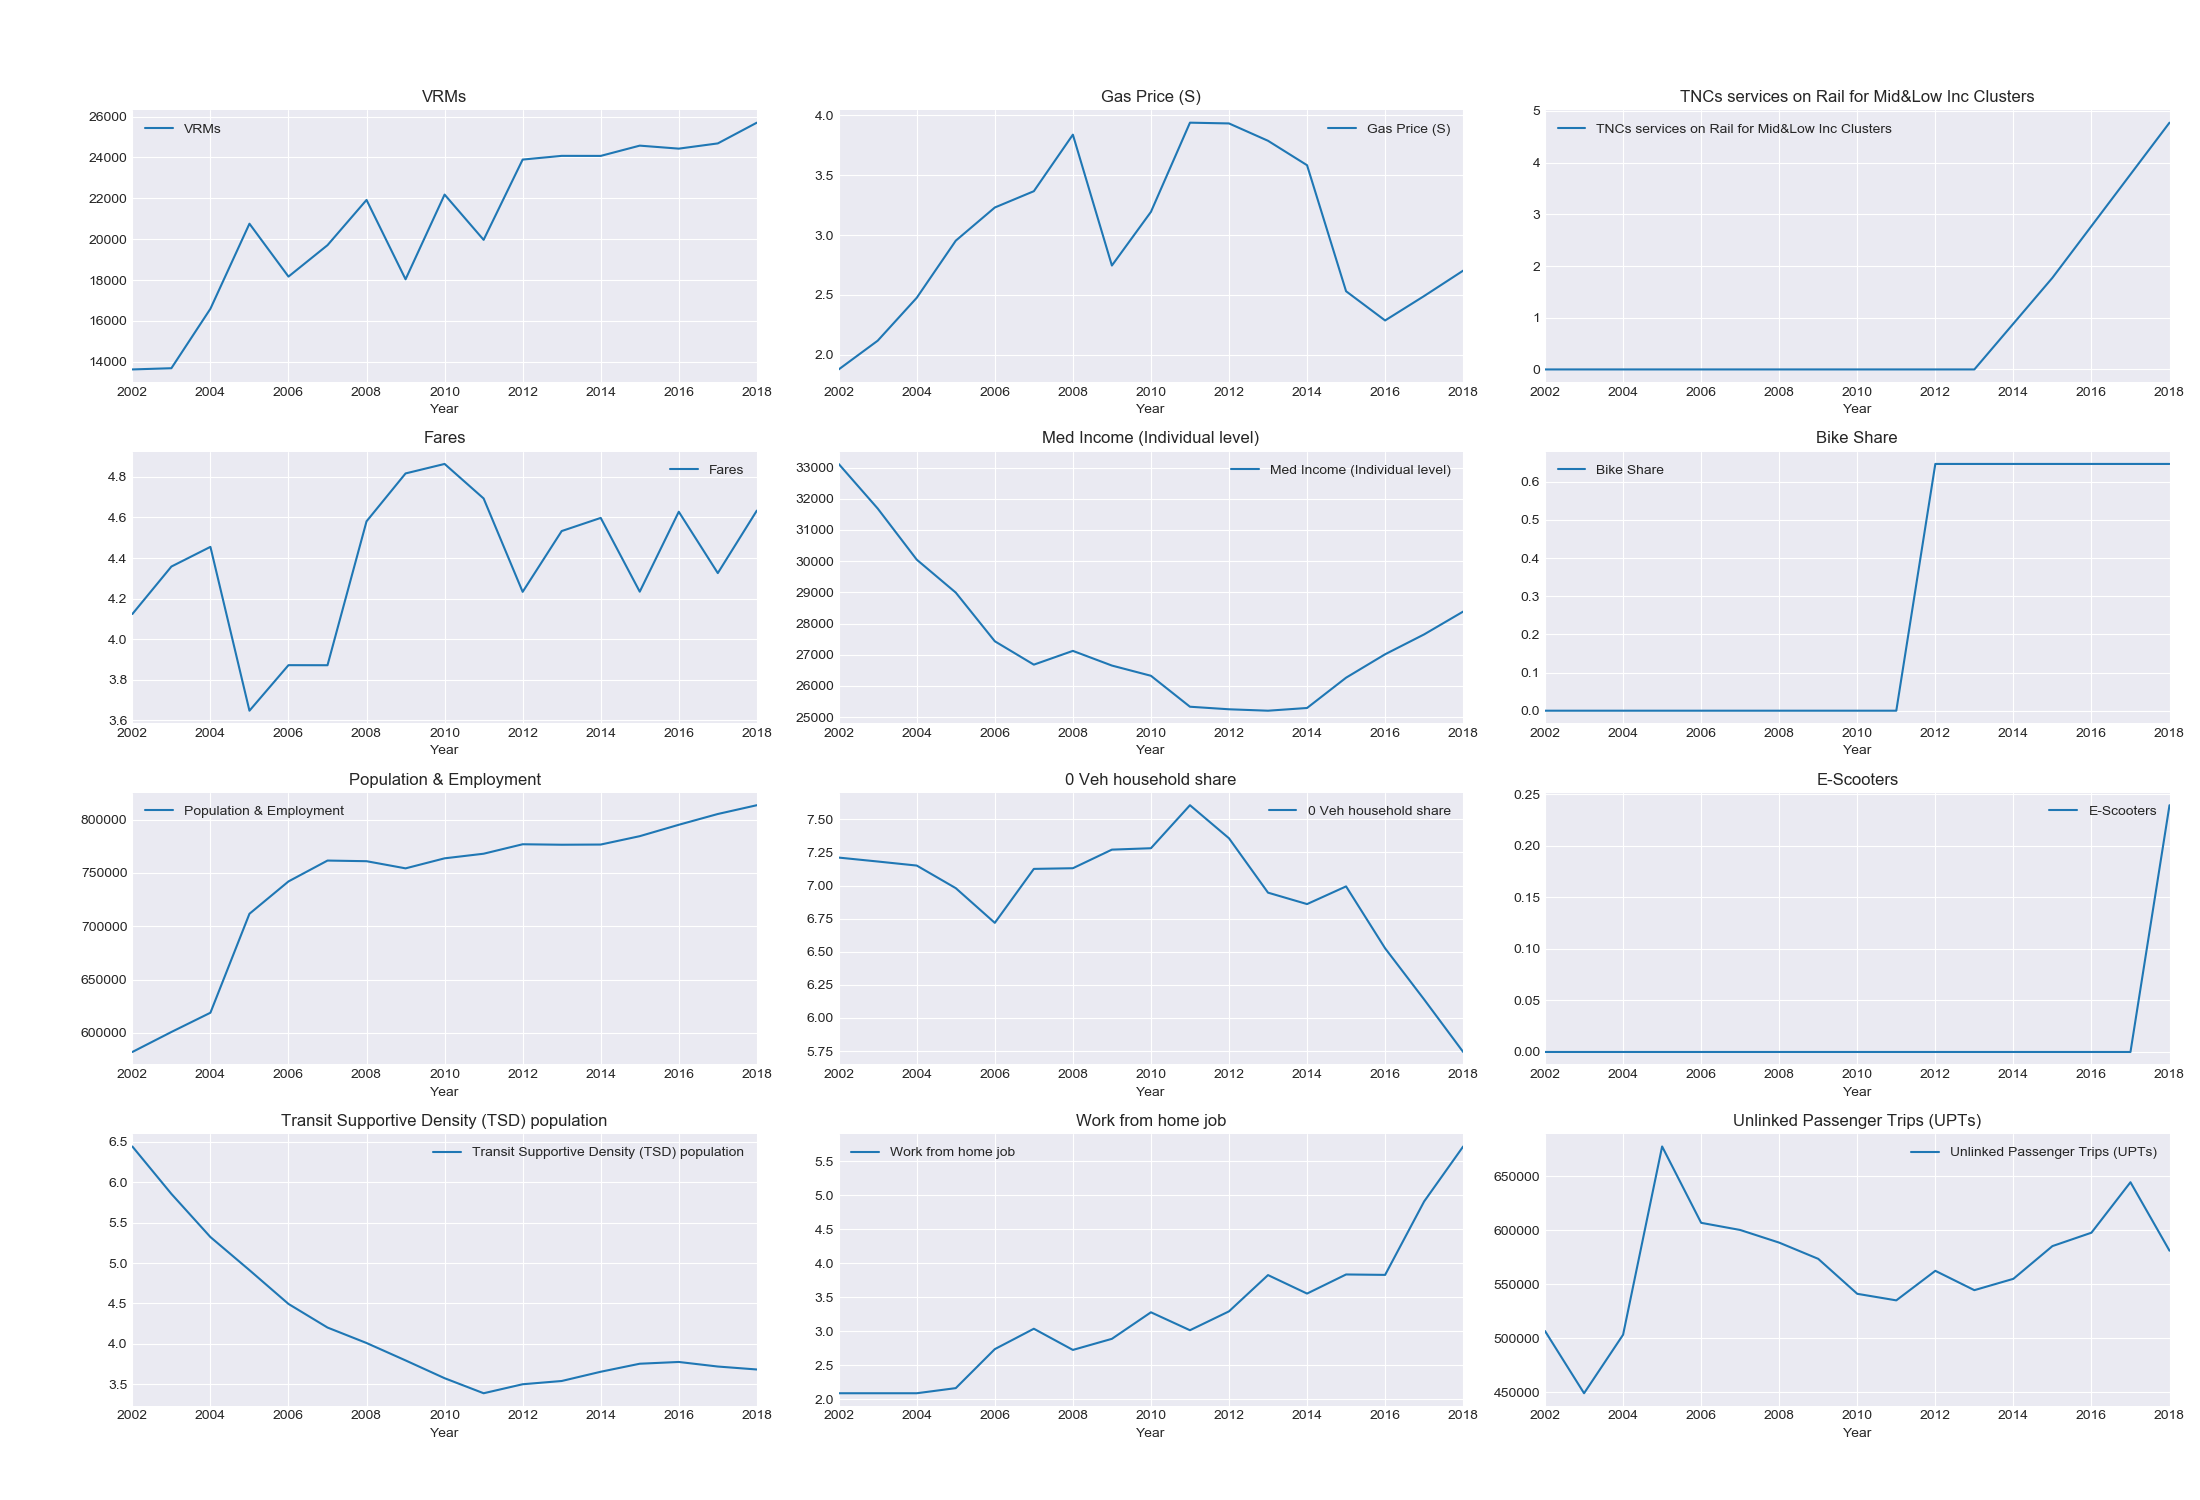 VRMs
VRMs
26000
24000
22000
20000
18000
16000
14000
2002 2004 2006 2008 2010 2012 2014 2016 2018
Year
Gas Price (S)
Gas Price (S)
4.0
3.5
3.0
2.5
2.0
2002 2004 2006 2008 2010 2012 2014 2016 2018
Year
TNCs services on Rail for Mid&Low Inc Clusters
TNCs services on Rail for Mid&Low Inc Clusters
5
4
3
2
1
0
2002 2004 2006 2008 2010 2012 2014 2016 2018
Year
Fares
Fares
4.8
4.6
4.4
4.2
4.0
3.8
3.6
2002 2004 2006 2008 2010 2012 2014 2016 2018
Year
Med Income (Individual level)
Med Income (Individual level)
33000
32000
31000
30000
29000
28000
27000
26000
25000
2002 2004 2006 2008 2010 2012 2014 2016 2018
Year
Bike Share
Bike Share
0.6
0.5
0.4
0.3
0.2
0.1
0.0
2002 2004 2006 2008 2010 2012 2014 2016 2018
Year
Population & Employment
Population & Employment
800000
750000
700000
650000
600000
2002 2004 2006 2008 2010 2012 2014 2016 2018
Year
0 Veh household share
0 Veh household share
7.50
7.25
7.00
6.75
6.50
6.25
6.00
5.75
2002 2004 2006 2008 2010 2012 2014 2016 2018
Year
E-Scooters
E-Scooters
0.25
0.20
0.15
0.10
0.05
0.00
2002 2004 2006 2008 2010 2012 2014 2016 2018
Year
Transit Supportive Density (TSD) population
Transit Supportive Density (TSD) population
6.5
6.0
5.5
5.0
4.5
4.0
3.5
2002 2004 2006 2008 2010 2012 2014 2016 2018
Year
Work from home job
Work from home job
5.5
5.0
4.5
4.0
3.5
3.0
2.5
2.0
2002 2004 2006 2008 2010 2012 2014 2016 2018
Year
Unlinked Passenger Trips (UPTs)
Unlinked Passenger Trips (UPTs)
650000
600000
550000
500000
450000
2002 2004 2006 2008 2010 2012 2014 2016 2018
Year